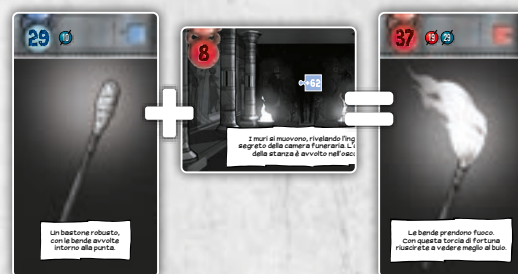 29 10
Un bastone robusto,
con le bende avvolte
intorno alla punta.
+
8
62
I muri si muovono, rivelando l'ing
segreto della camera funeraria. L'
della stanza è avvolto nell'osc
=
37 19 29
Le bende prendono fuoco.
Con questa torcia di fortuna
riuscirete a vedere meglio al buio.